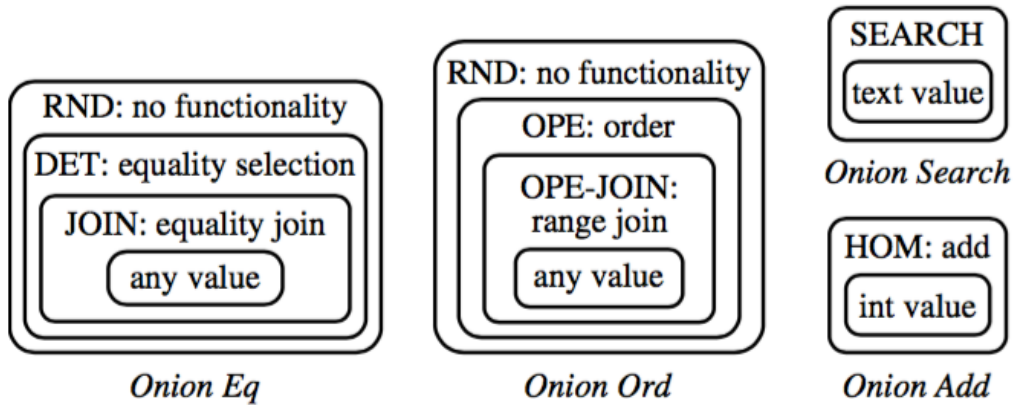 RND: no functionality
DET: equality selection
JOIN: equality join
any value
Onion Eq
RND: no functionality
OPE: order
OPE-JOIN:
range join
any value
Onion Ord
SEARCH
text value
Onion Search
HOM: add
int value
Onion Add